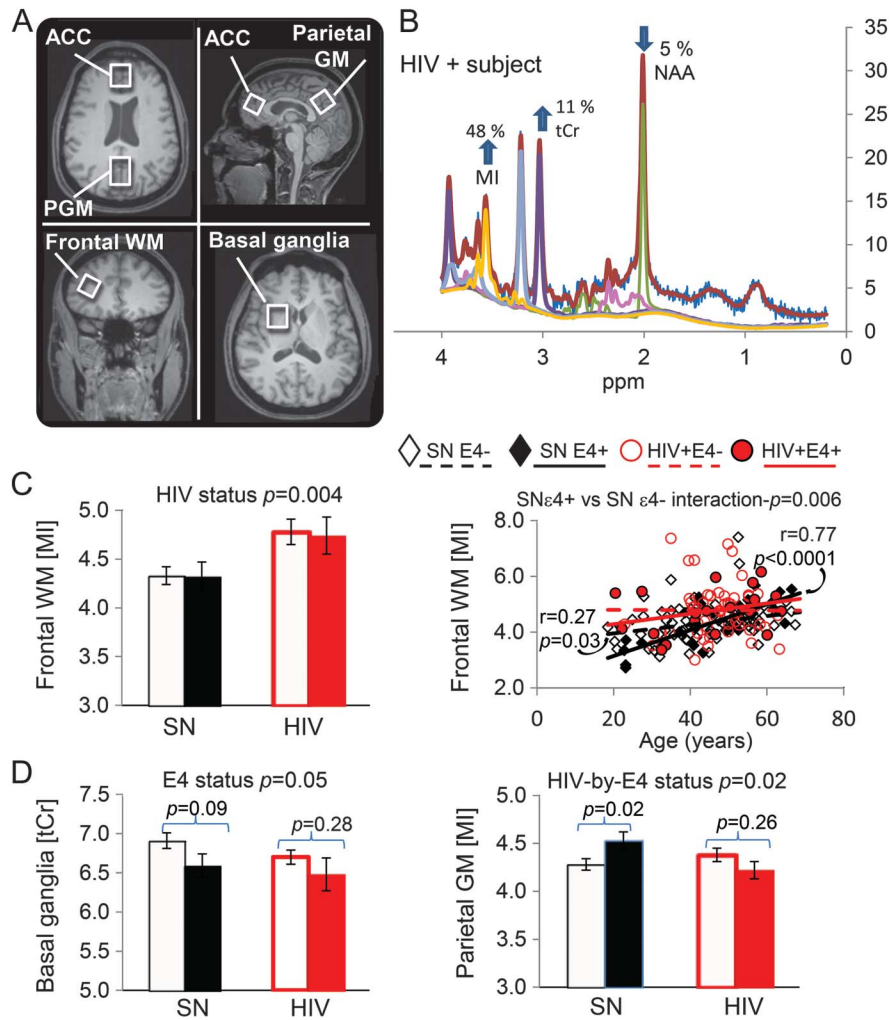 A
ACC
ACC
Parietal
GM
PGM
Frontal WM
Basal ganglia
B
HIV + subject
48 %
MI
11 %
tCr
5 %
NAA
35
30
25
20
15
10
5
0
4
3
2
1
0
ppm
SN E4-
SN E4+
HIV+E4-
HIV+E4+
C
HIV status p=0.004
Frontal WM [MI]
5.0
4.5
4.0
3.5
3.0
SN
HIV
SNε4+ vs SN ε4- interaction-p=0.006
Frontal WM [MI]
8.0
6.0
4.0
2.0
r=0.77
p<0.0001
r=0.27
p=0.03
0
20
40
60
80
Age (years)
D
E4 status p=0.05
Basal ganglia [tCr]
7.5
7.0
6.5
6.0
5.5
5.0
p=0.09
p=0.28
SN
HIV
HIV-by-E4 status p=0.02
Parietal GM [MI]
5.0
4.5
4.0
3.5
3.0
p=0.02
p=0.26
SN
HIV